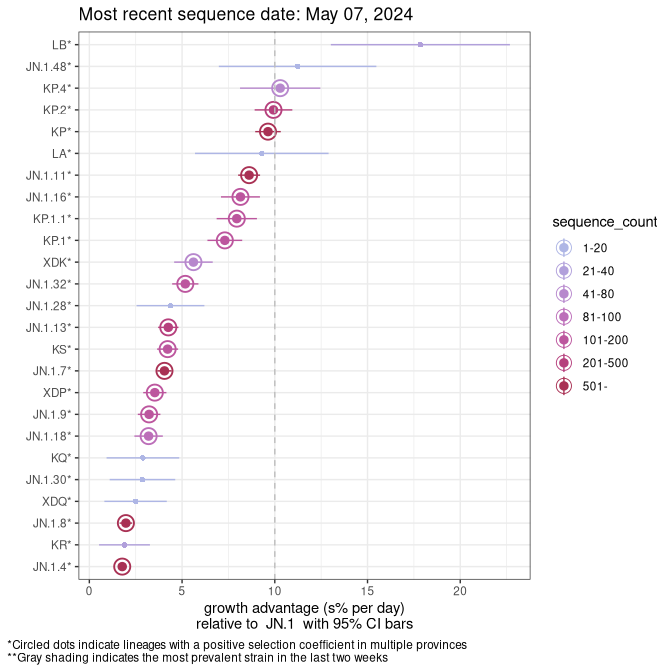 Most recent sequence date: May 07, 2024
LB*
JN.1.48*
KP.4*
KP.2*
KP*
LA*
JN.1.11*
JN.1.16*
KP.1.1*
KP.1*
XDK*
JN.1.32*
JN.1.28*
JN.1.13*
KS*
JN.1.7*
XDP*
JN.1.9*
JN.1.18*
KQ*
JN.1.30*
XDQ*
JN.1.8*
KR*
JN.1.4*
0 5 10 15 20
growth advantage (s% per day)
relative to JN.1 with 95% CI bars
sequence_count
1-20
21-40
41-80
81-100
101-200
201-500
501-
*Circled dots indicate lineages with a positive selection coefficient in multiple provinces
**Gray shading indicates the most prevalent strain in the last two weeks